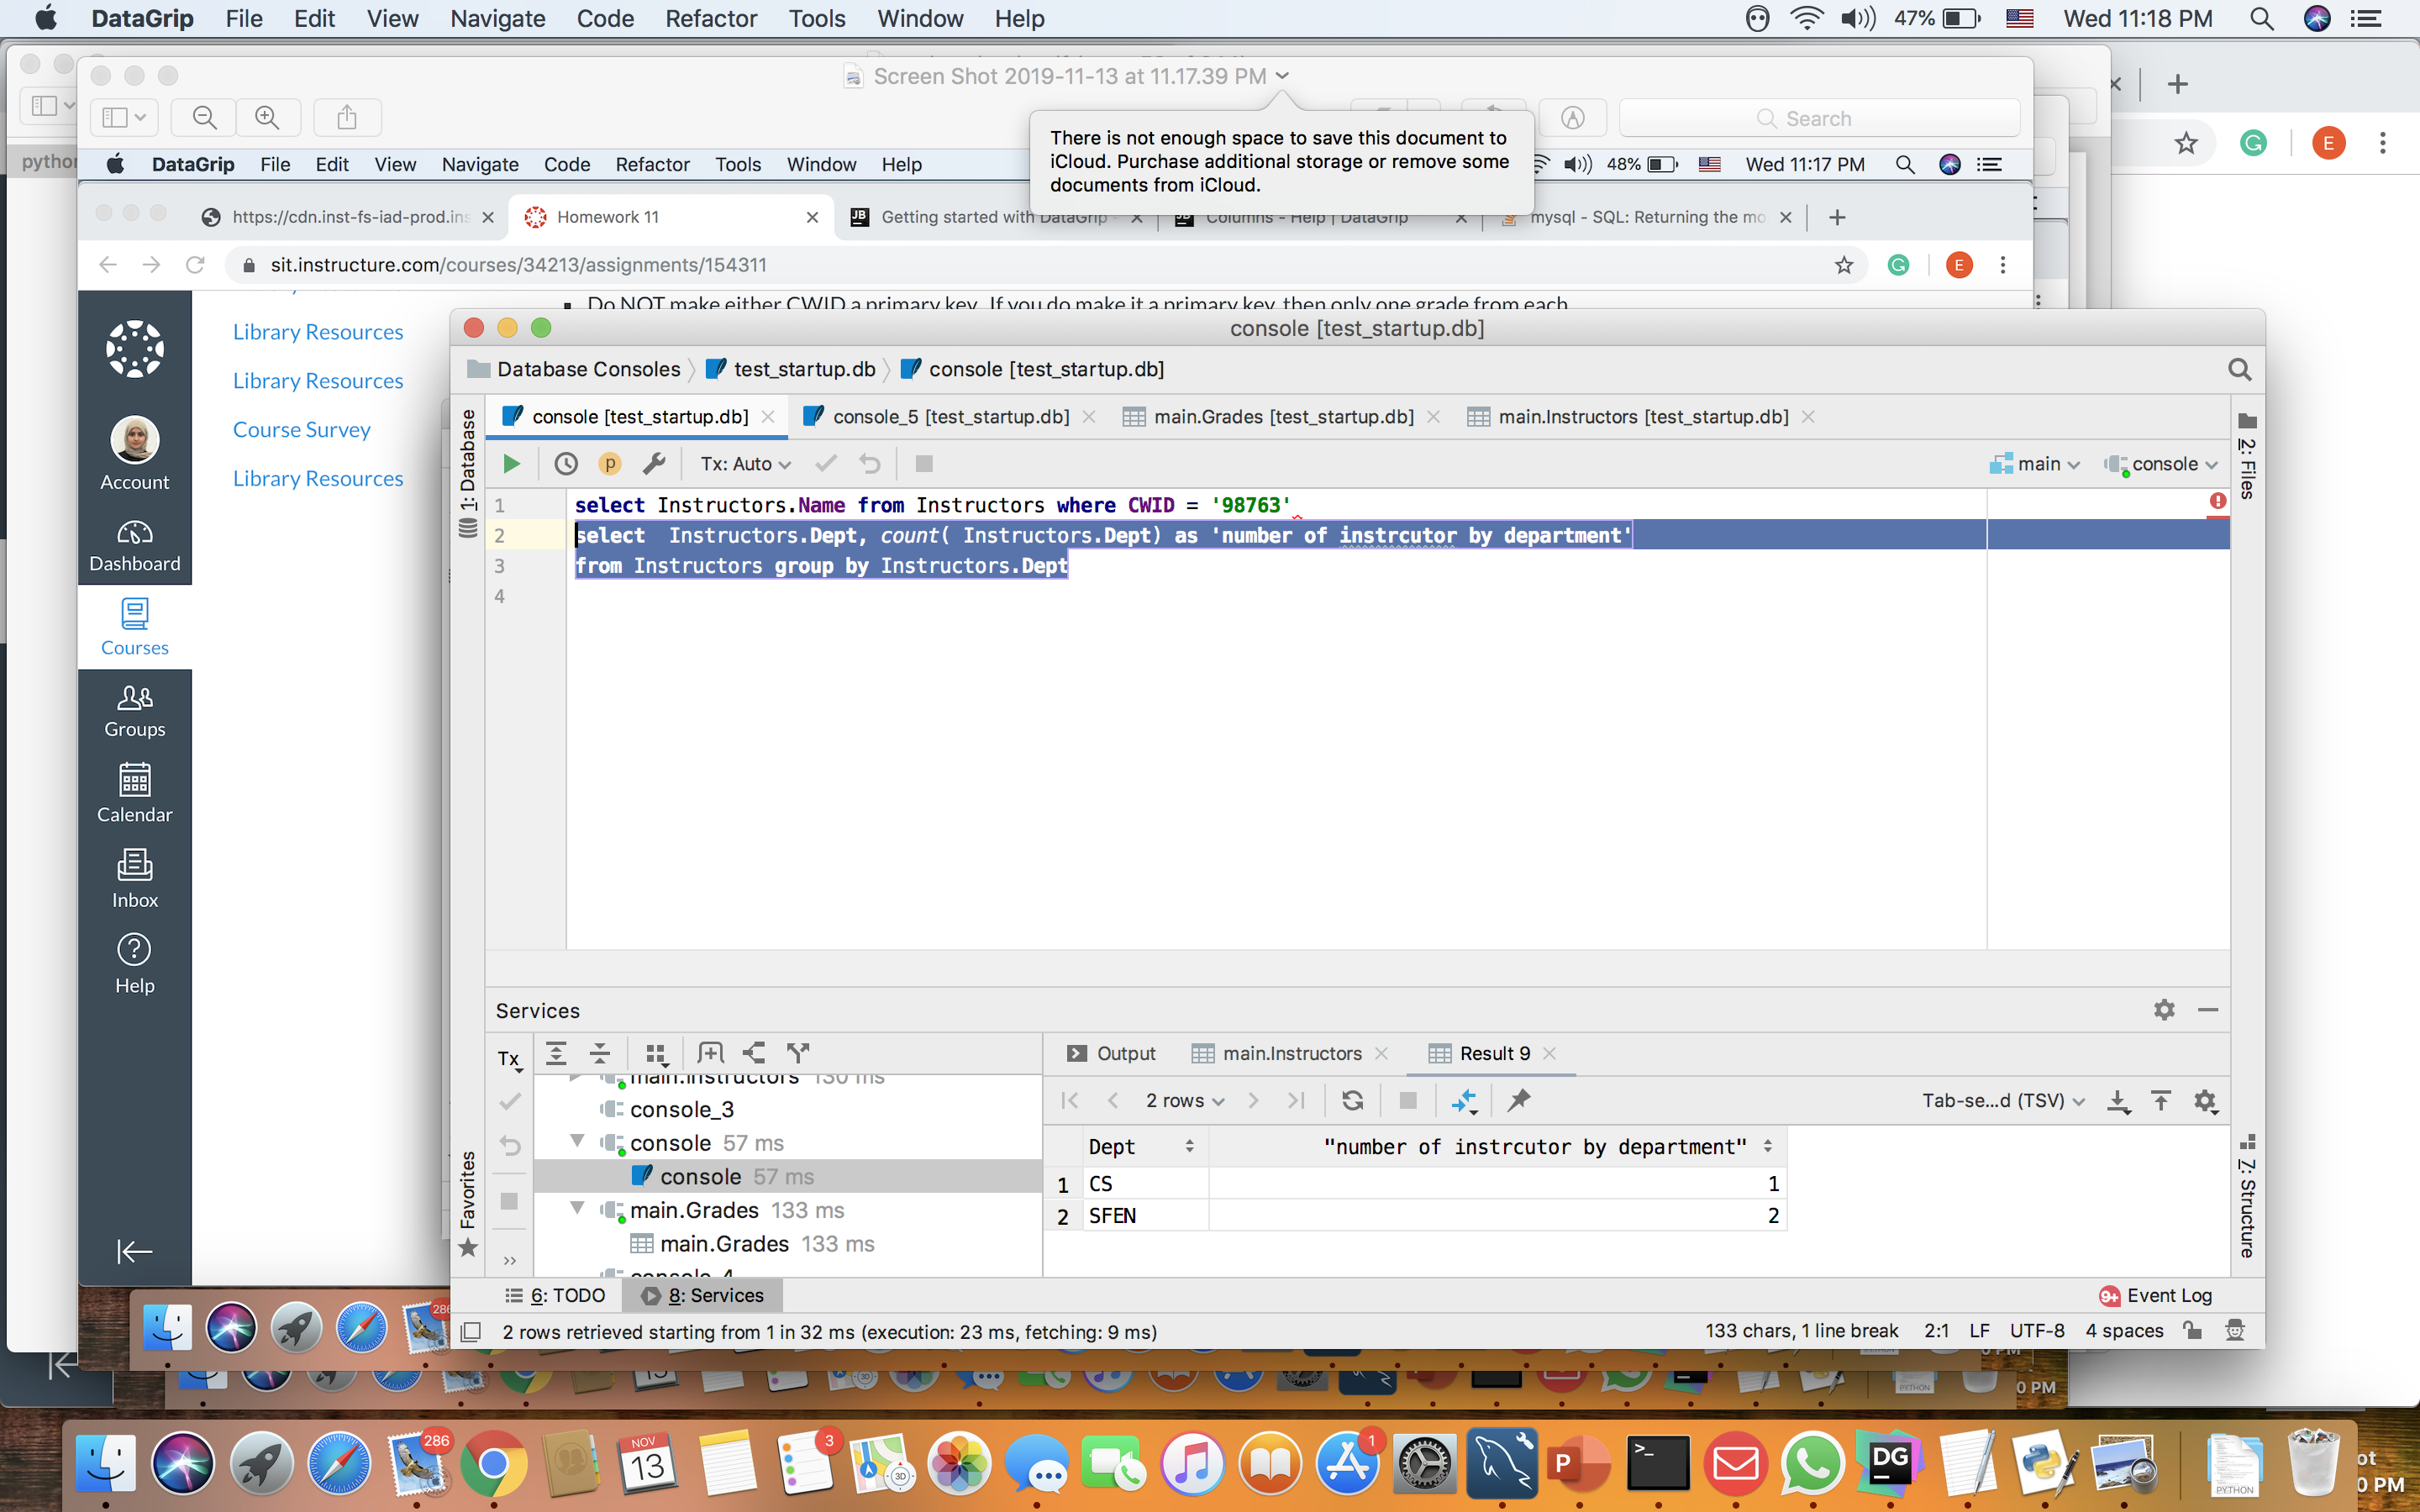 DataGrip File Edit View Navigate Code Refactor Tools Window Help 47% Wed 11:18 PM
Screen Shot 2019-11-13 at 11.17.39 PM
Search
There is not enough space to save this document to
iCloud. Purchase additional storage or remove some
documents from iCloud.
DataGrip File Edit View Navigate Code Refactor Tools Window Help 48% Wed 11:17 PM
https://cdn.inst-fs-iad-prod.ins Homework 11 Getting started with DataGrip Columns - Help | DataGrip mysql - SQL: Returning the mo
sit.instructure.com/courses/34213/assignments/154311 E
E
Do NOT make either CWID a primary key. If you do make it a primary key, then only one grade from each
Library Resources
Library Resources
Course Survey
Library Resources
Account
Dashboard
Courses
Groups
Calendar
Inbox
Help
console [test_startup.db]
Database Consoles test_startup.db console [test_startup.db]
console [test_startup.db] console_5 [test_startup.db] main.Grades [test_startup.db] main.Instructors [test_startup.db]
Tx: Auto main console
1: Database
2: Files
1 select Instructors.Name from Instructors where CWID = '98763'
2 select  Instructors.Dept, count( Instructors.Dept) as 'number of instrcutor by department'
3 from Instructors group by Instructors.Dept
4
Services
Tx
Output main.Instructors Result 9
main.Instructors 130 ms
console_3
console 57 ms
console 57 ms
main.Grades 133 ms
main.Grades 133 ms
console_4
2 rows Tab-se...d (TSV)
Dept "number of instrcutor by department"
1 CS 1
2 SFEN 2
Favorites
7: Structure
6: TODO 8: Services 9+ Event Log
2 rows retrieved starting from 1 in 32 ms (execution: 23 ms, fetching: 9 ms) 133 chars, 1 line break 2:1 LF UTF-8 4 spaces
286
NOV
13
3
3D
1
P
DG
PYTHON
0 PM